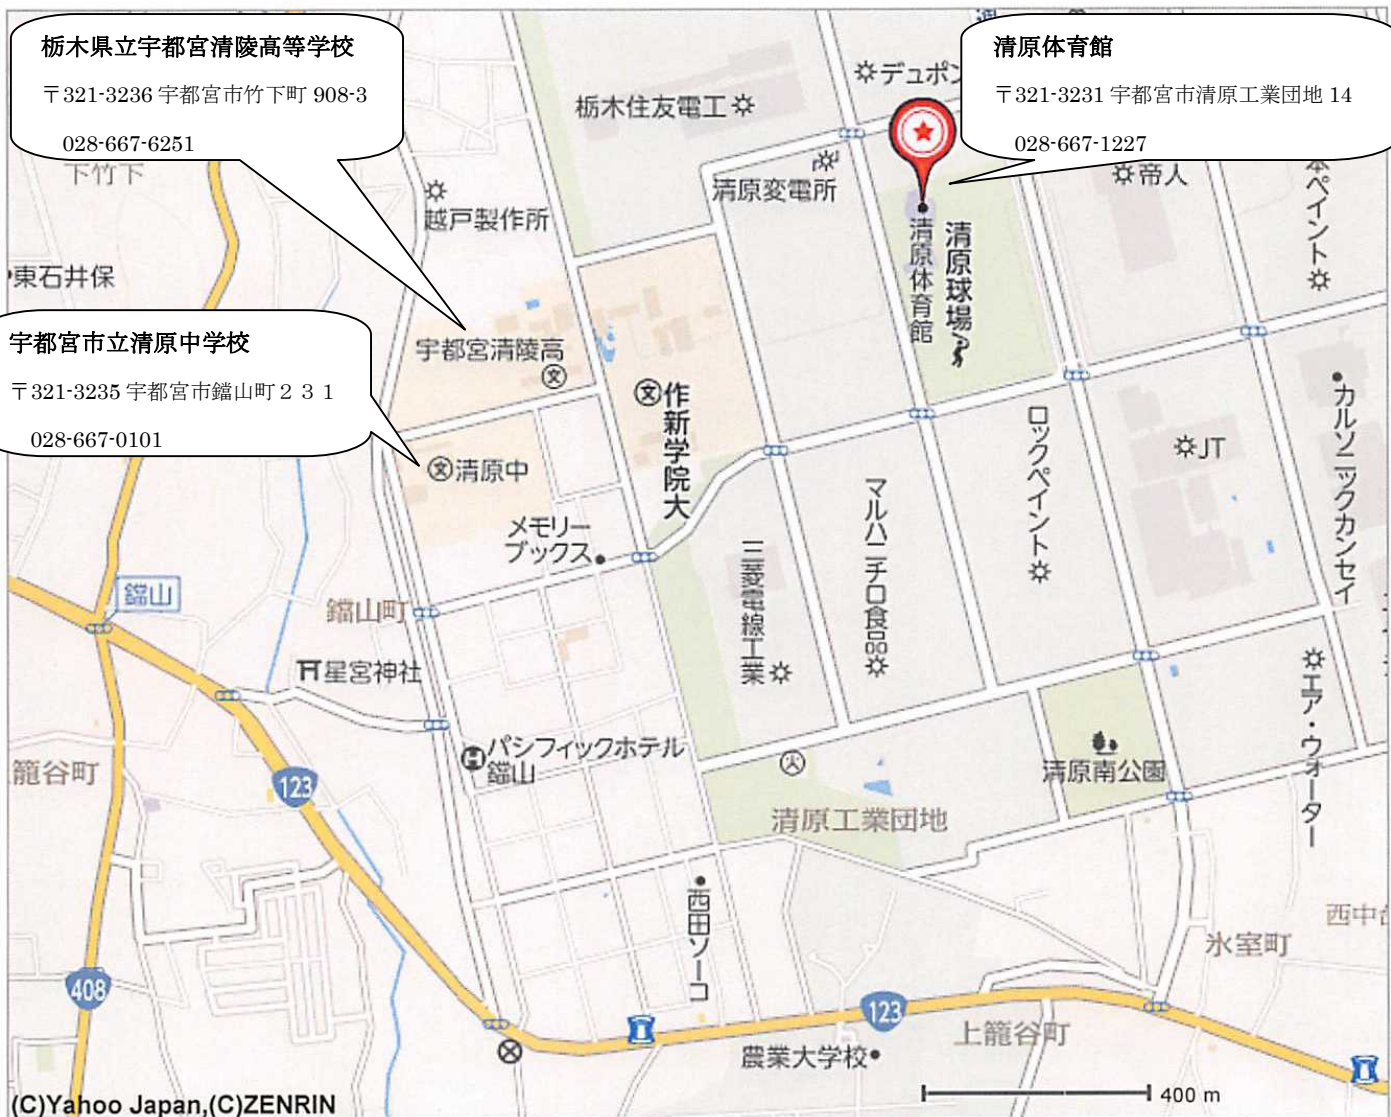 栃木県立宇都宮清陵高等学校
〒321-3236 宇都宮市竹下町 908-3
028-667-6251
清原体育館
〒321-3231 宇都宮市清原工業団地 14
028-667-1227
デュポン
栃木住友電工
下竹下
清原変電所
帝人
本ペイント
越戸製作所
東石井保
清原体育館
清原球場
宇都宮市立清原中学校
〒321-3235 宇都宮市鐺山町２３１
028-667-0101
宇都宮清陵高
文
文
作新学院大
文
清原中
カルソニックカンセイ
ロックペイント
JT
マルハニチロ食品
メモリー
ブックス
三菱電線工業
鐺山
鐺山町
星宮神社
エア・ウォーター
パシフィックホテル
鐺山
H
火
清原南公園
籠谷町
123
清原工業団地
西田ソーコ
西中
氷室町
408
123
上籠谷町
農業大学校
400 m
(C)Yahoo Japan,(C)ZENRIN